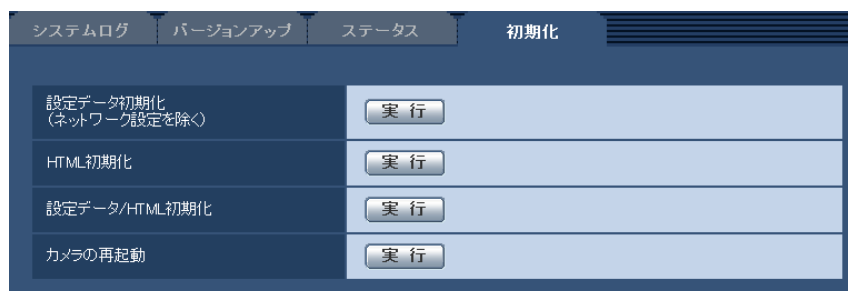 システムログ バージョンアップ ステータス 初期化
設定データ初期化
(ネットワーク設定を除く)
実 行
HTML初期化
実 行
設定データ/HTML初期化
実 行
カメラの再起動
実 行